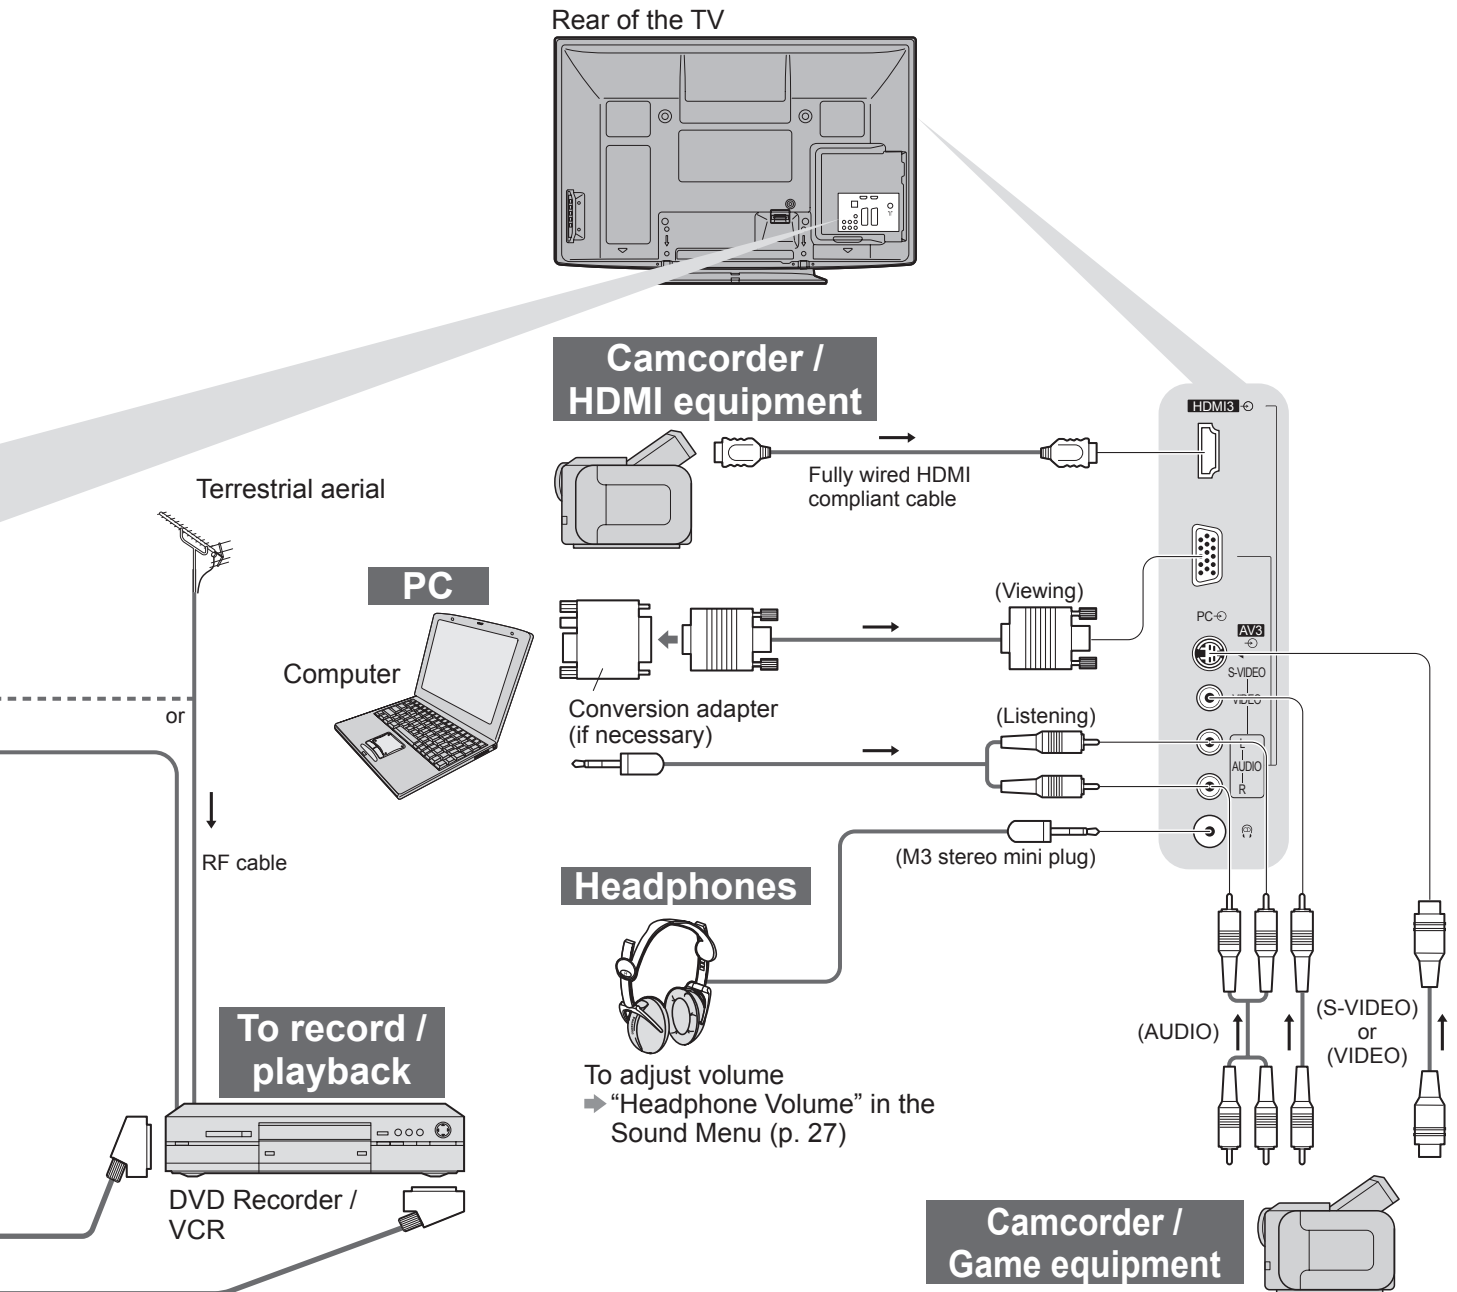 Rear of the TV
Camcorder /
HDMI equipment
HDMI3
Fully wired HDMI
compliant cable
Terrestrial aerial
PC
(Viewing)
PC
AV3
Computer
S-VIDEO
VIDEO
Conversion adapter
(if necessary)
(Listening)
or
L
AUDIO
R
RF cable
(M3 stereo mini plug)
Headphones
To record /
playback
(AUDIO)
(S-VIDEO)
or
(VIDEO)
To adjust volume
“Headphone Volume” in the
Sound Menu (p. 27)
DVD Recorder /
VCR
Camcorder /
Game equipment